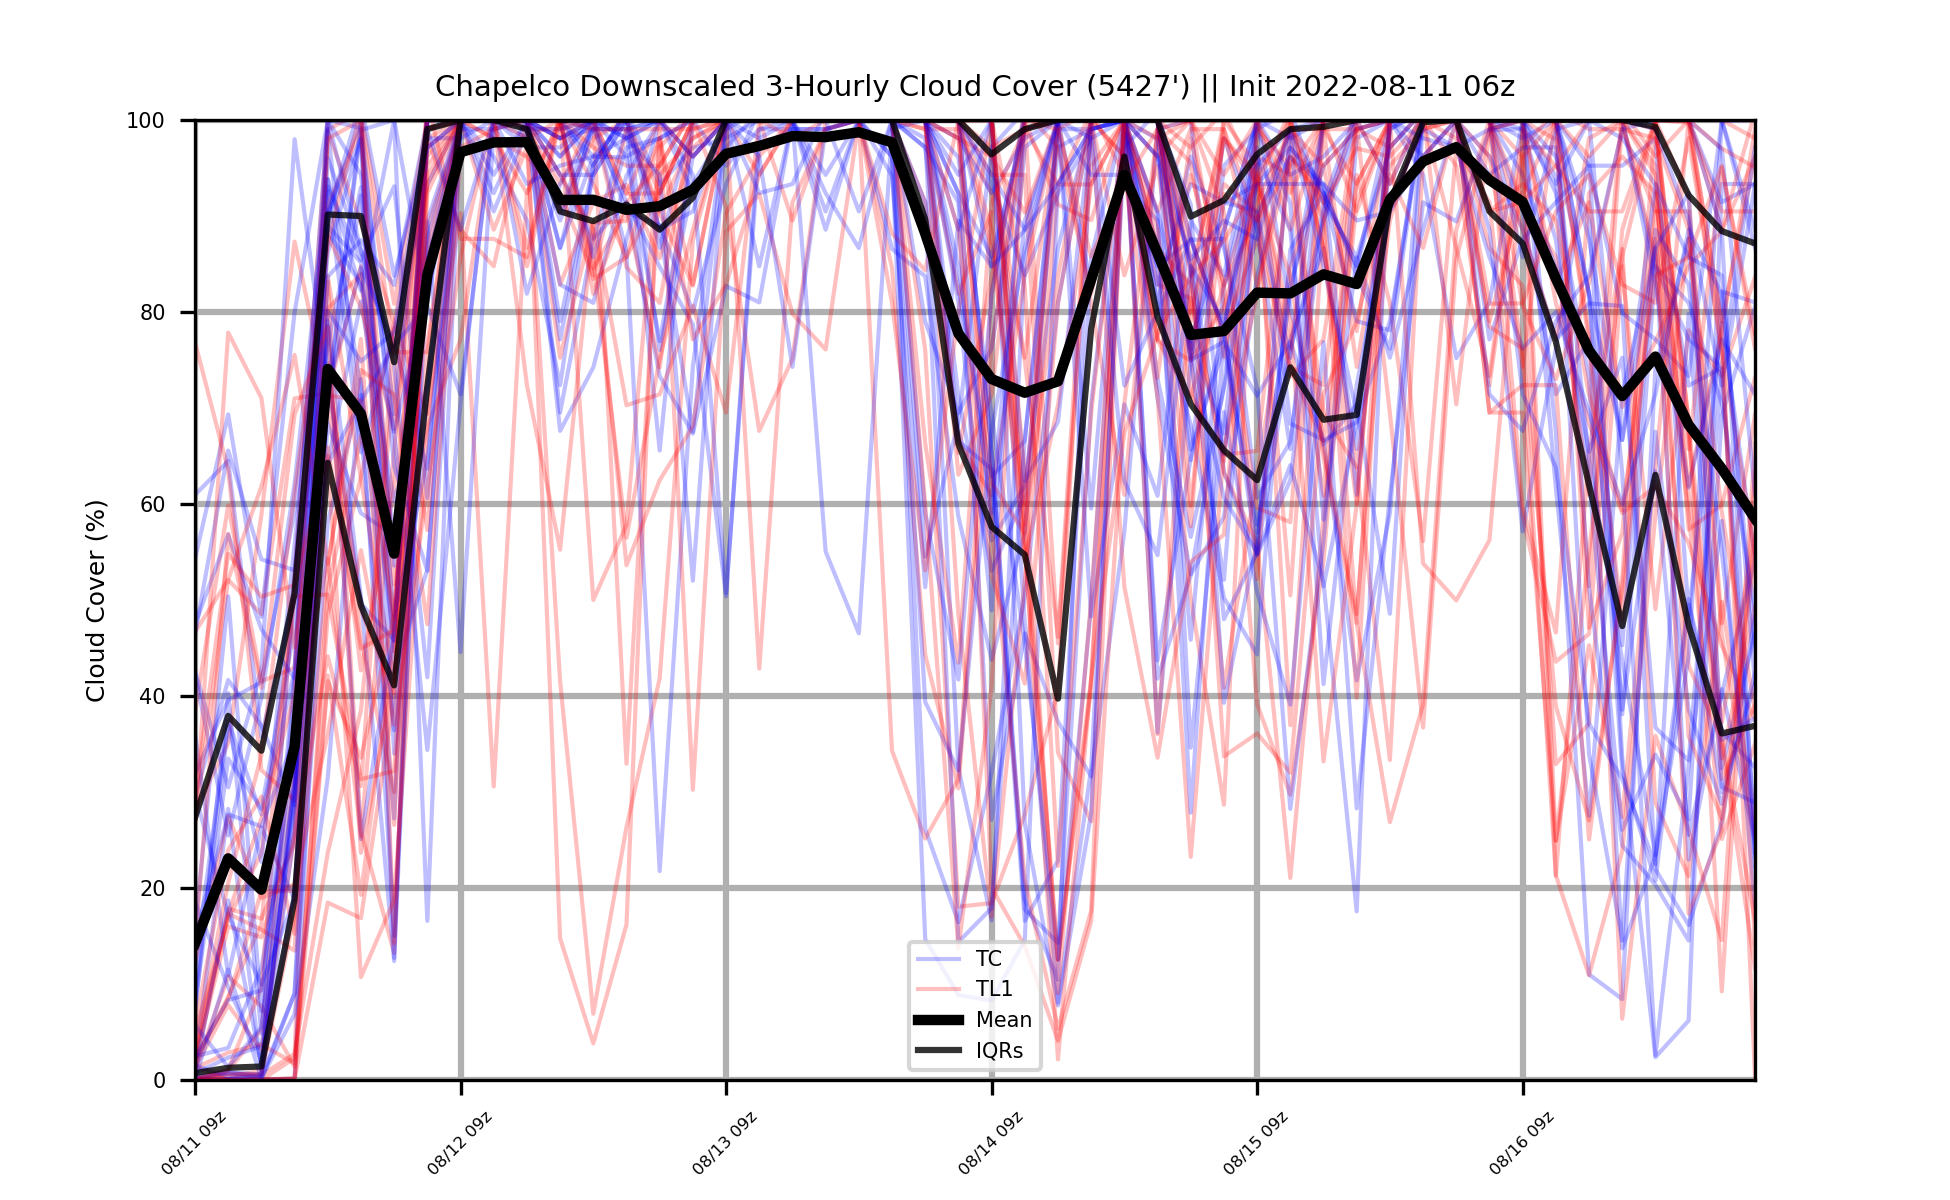 Chapelco Downscaled 3-Hourly Cloud Cover (5427') || Init 2022-08-11 06z
Cloud Cover (%)
100
80
60
40
20
0
TC
TL1
Mean
IQRs
08/11 09z
08/12 09z
08/13 09z
08/14 09z
08/15 09z
08/16 09z